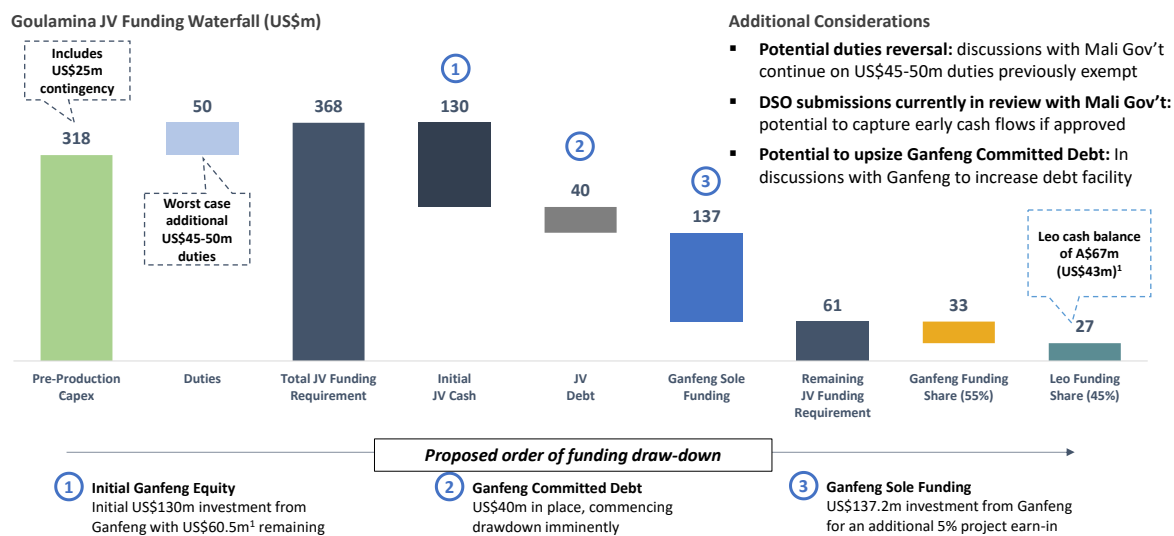 Goulamina JV Funding Waterfall (US$m)
Includes
US$25m
contingency
318
50
Worst case
additional
US$45-50m
duties
368
1
130
2
40
3
137
61
33
Leo cash balance
of A$67m
(US$43m)1
27
Pre-Production
Capex
Duties
Total JV Funding
Requirement
Initial
JV Cash
JV
Debt
Ganfeng Sole
Funding
Remaining
JV Funding
Requirement
Ganfeng Funding
Share (55%)
Leo Funding
Share (45%)
Additional Considerations
▪ Potential duties reversal: discussions with Mali Gov't
continue on US$45-50m duties previously exempt
▪ DSO submissions currently in review with Mali Gov't:
potential to capture early cash flows if approved
▪ Potential to upsize Ganfeng Committed Debt: In
discussions with Ganfeng to increase debt facility
Proposed order of funding draw-down
1 Initial Ganfeng Equity
Initial US$130m investment from
Ganfeng with US$60.5m1 remaining
2 Ganfeng Committed Debt
US$40m in place, commencing
drawdown imminently
3 Ganfeng Sole Funding
US$137.2m investment from Ganfeng
for an additional 5% project earn-in